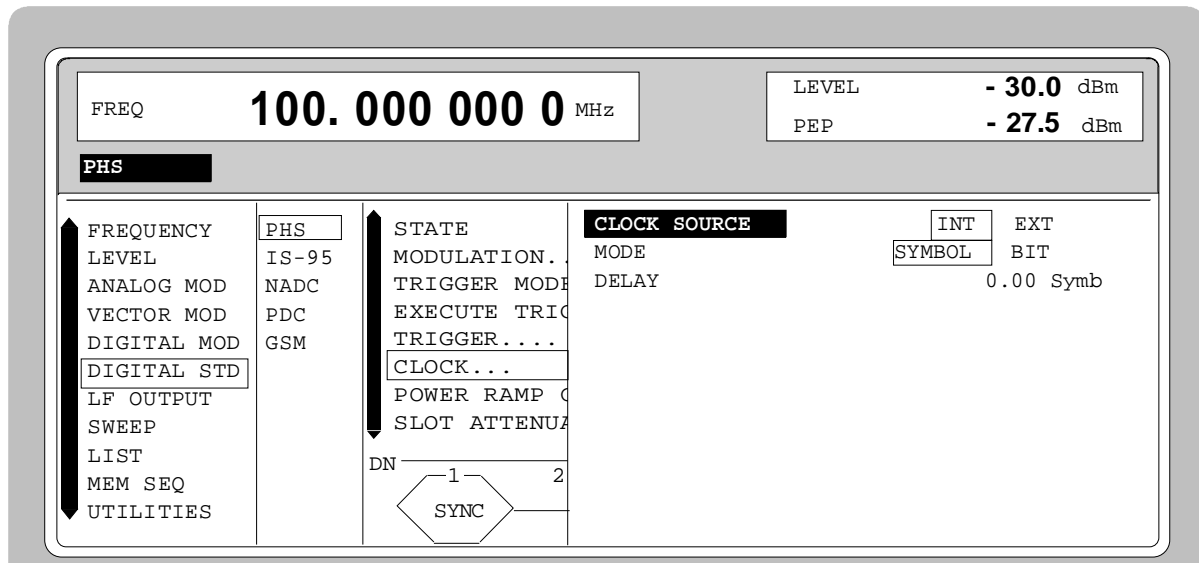 FREQ 100. 000 000 0 MHz
LEVEL - 30.0 dBm
PEP - 27.5 dBm
PHS
FREQUENCY
LEVEL
ANALOG MOD
VECTOR MOD
DIGITAL MOD
DIGITAL STD
LF OUTPUT
SWEEP
LIST
MEM SEQ
UTILITIES
PHS
IS-95
NADC
PDC
GSM
STATE
MODULATION..
TRIGGER MODE
EXECUTE TRIG
TRIGGER....
CLOCK...
POWER RAMP C
SLOT ATTENUA
DN 1 2
SYNC
CLOCK SOURCE INT EXT
MODE SYMBOL BIT
DELAY 0.00 Symb